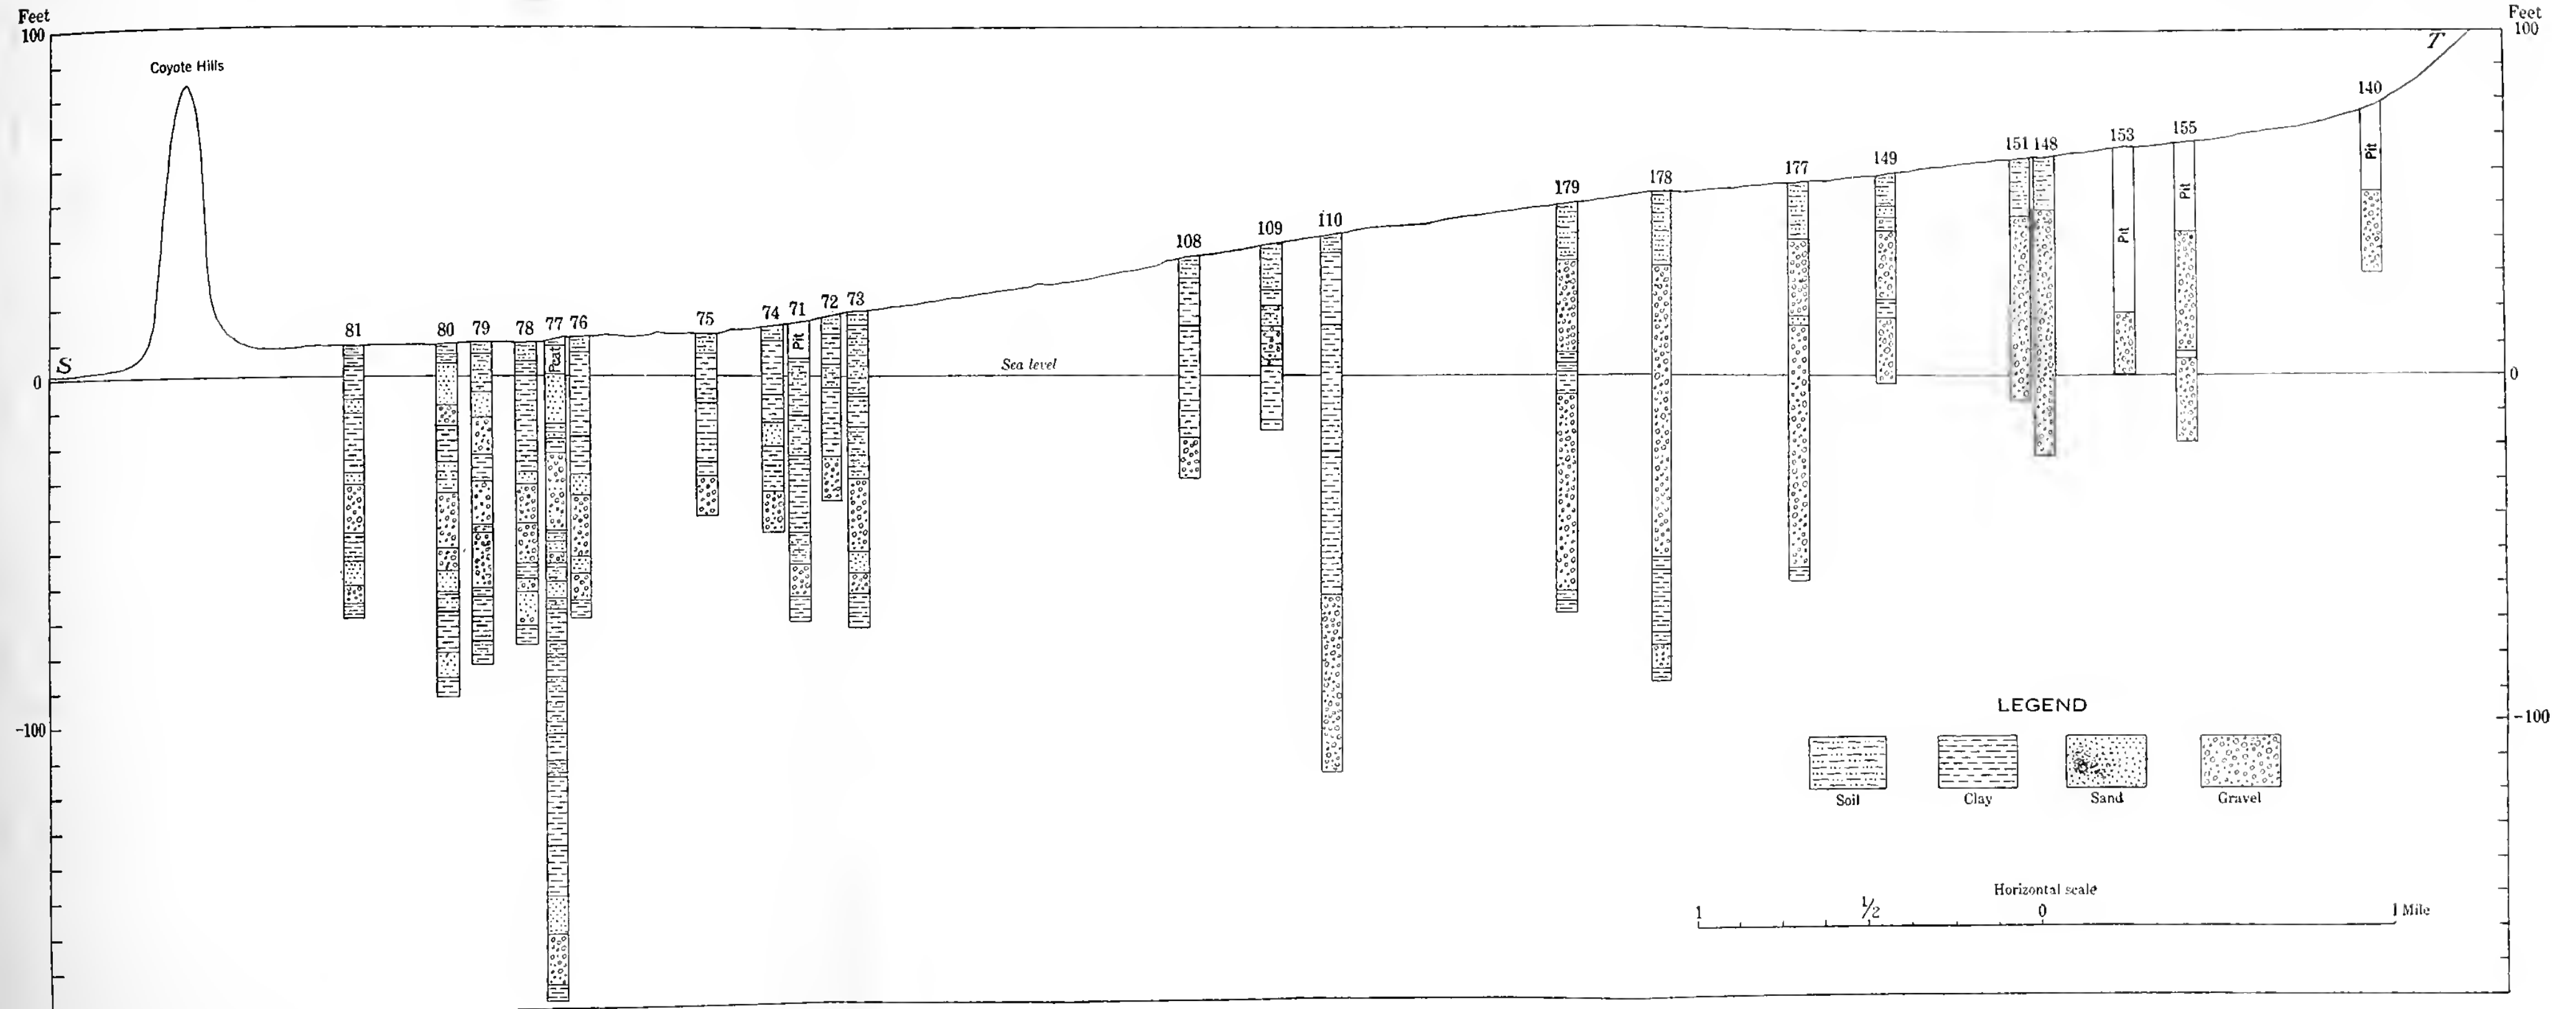 Feet
Feet
100
100
T
Coyote Hills
140
153
155
151 148
149
177
178
179
Pit
Pit
Pit
110
109
108
81
80
79
78
77
76
75
74
71
72
73
Pit
Peat
S
Sea level
0
0
LEGEND
-100
-100
Soil
Clay
Sand
Gravel
Horizontal scale
1
1/2
0
1 Mile